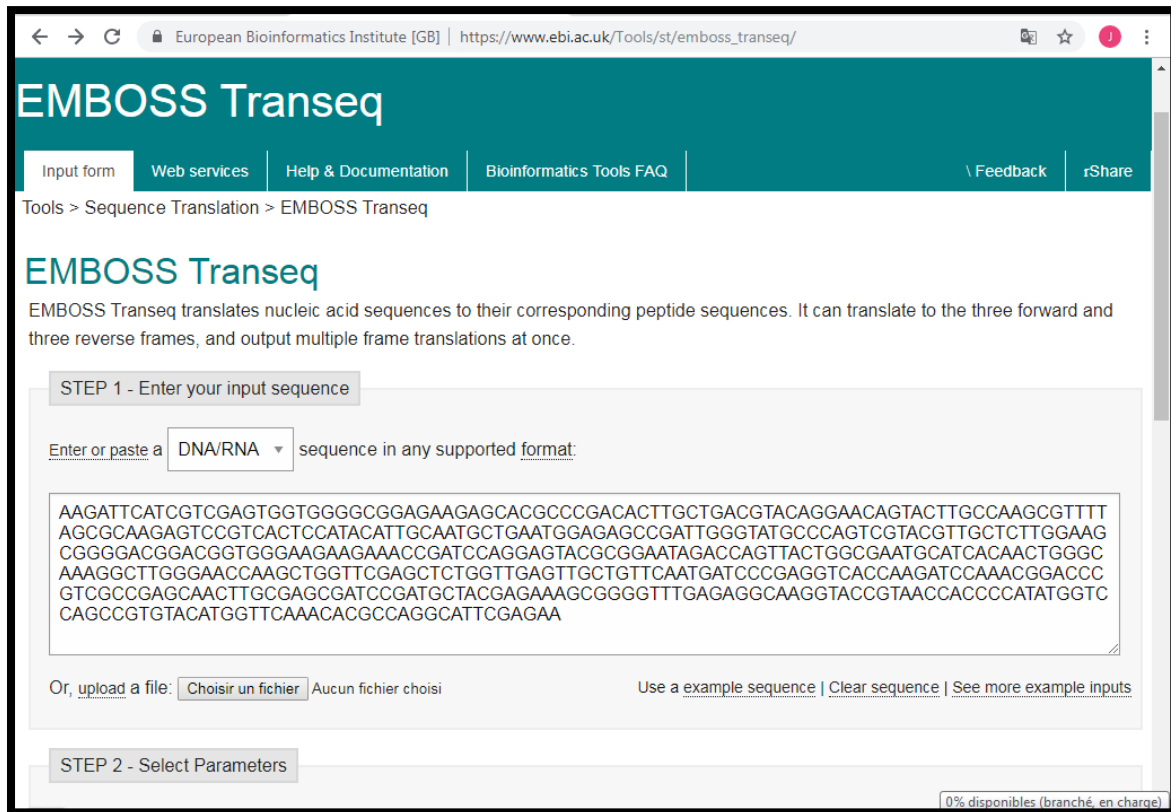 European Bioinformatics Institute [GB] | https://www.ebi.ac.uk/Tools/st/emboss_transeq/
J
EMBOSS Transeq
Input form Web services Help & Documentation Bioinformatics Tools FAQ \ Feedback rShare
Tools > Sequence Translation > EMBOSS Transeq
EMBOSS Transeq
EMBOSS Transeq translates nucleic acid sequences to their corresponding peptide sequences. It can translate to the three forward and
three reverse frames, and output multiple frame translations at once.
STEP 1 - Enter your input sequence
Enter or paste a DNA/RNA sequence in any supported format:
AAGATTCATCGTCGAGTGGTGGGGCGGAGAAGAGCACGCCCGACACTTGCTGACGTACAGGAACAGTACTTGCCAAGCGTTTT
AGCGCAAGAGTCCGTCACTCCATACATTGCAATGCTGAATGGAGAGCCGATTGGGTATGCCCAGTCGTACGTTGCTCTTGGAAG
CGGGGACGGACGGTGGGAAGAAGAAACCGATCCAGGAGTACGCGGAATAGACCAGTTACTGGCGAATGCATCACAACTGGGC
AAAGGCTTGGGAACCAAGCTGGTTCGAGCTCTGGTTGAGTTGCTGTTCAATGATCCCGAGGTCACCAAGATCCAAACGGACCC
GTCGCCGAGCAACTTGCGAGCGATCCGATGCTACGAGAAAGCGGGGTTTGAGAGGCAAGGTACCGTAACCACCCCATATGGTC
CAGCCGTGTACATGGTTCAAACACGCCAGGCATTCGAGAA
Or, upload a file: Choisir un fichier Aucun fichier choisi Use a example sequence | Clear sequence | See more example inputs
STEP 2 - Select Parameters
0% disponibles (branché, en charge)